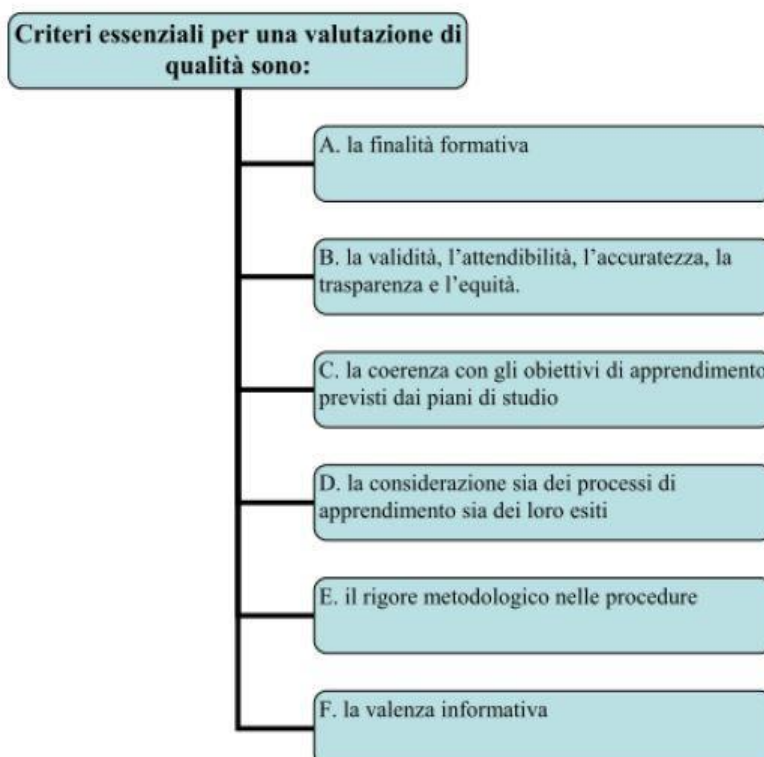 Criteri essenziali per una valutazione di
qualità sono:
A. la finalità formativa
B. la validità, l'attendibilità, l'accuratezza, la
trasparenza e l'equità.
C. la coerenza con gli obiettivi di apprendimento
previsti dai piani di studio
D. la considerazione sia dei processi di
apprendimento sia dei loro esiti
E. il rigore metodologico nelle procedure
F. la valenza informativa